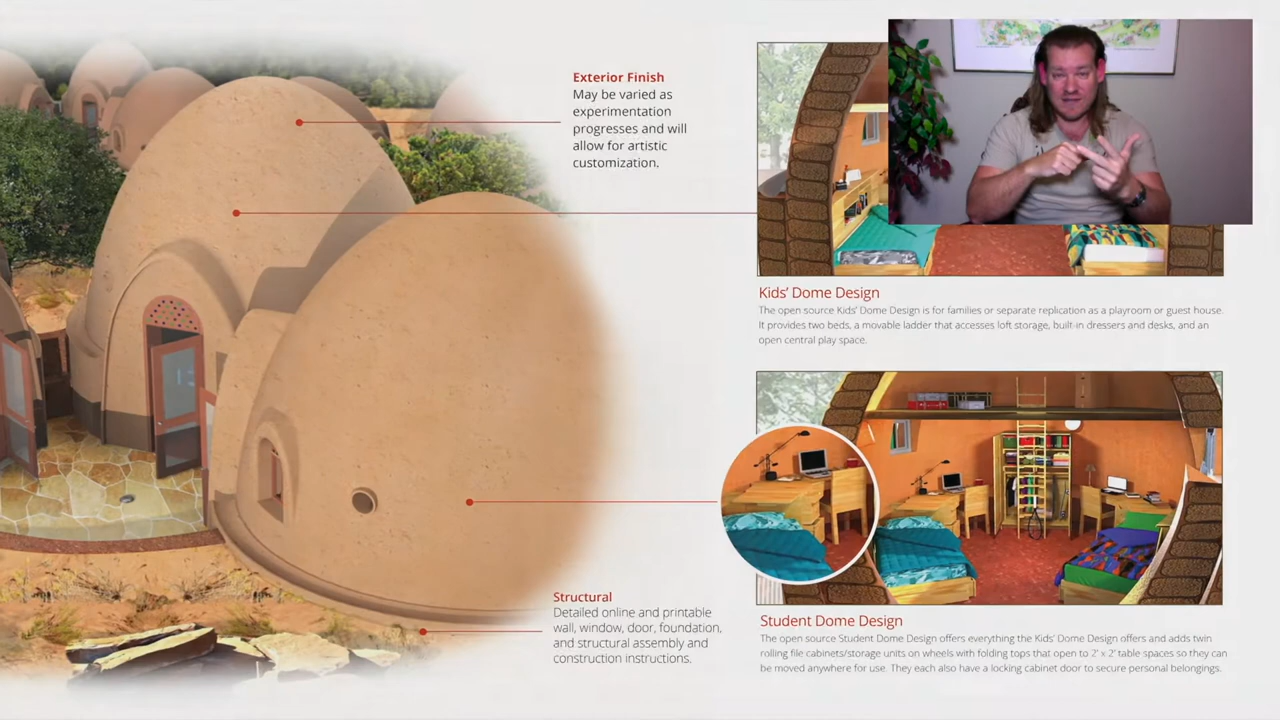 Exterior Finish
May be varied as
experimentation
progresses and will
allow for artistic
customization.
Kids' Dome Design
The open source Kids' Dome Design is for families or separate replication as a playroom or guest house.
It provides two beds, a movable ladder that accesses loft storage, built-in dressers and desks, and an
open central play space.
Structural
Detailed online and printable
wall, window, door, foundation,
and structural assembly and
construction instructions.
Student Dome Design
The open source Student Dome Design offers everything the Kids' Dome Design offers and adds twin
rolling file cabinets/storage units on wheels with folding tops that open to 2' x 2' table spaces so they can
be moved anywhere for use. They each also have a locking cabinet door to secure personal belongings.